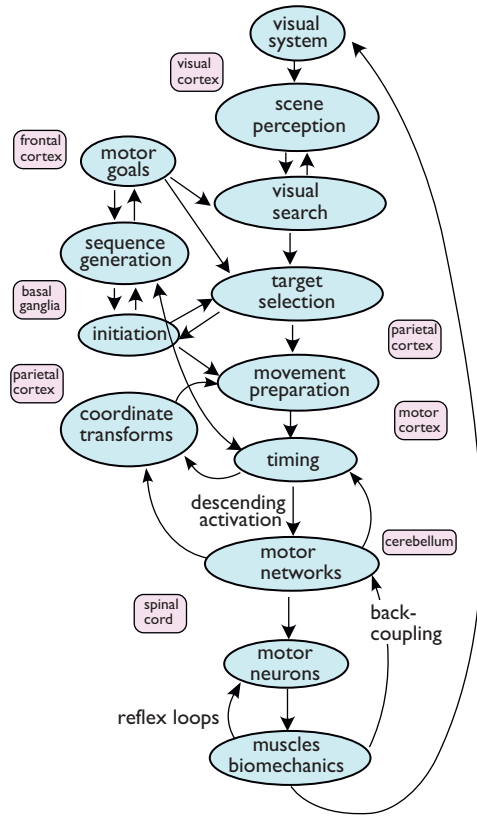 visual
system
visual
cortex
scene
perception
frontal
cortex
motor
goals
visual
search
sequence
generation
basal
ganglia
target
selection
initiation
parietal
cortex
parietal
cortex
movement
preparation
coordinate
transforms
motor
cortex
timing
descending
activation
cerebellum
motor
networks
spinal
cord
back-
coupling
motor
neurons
reflex loops
muscles
biomechanics